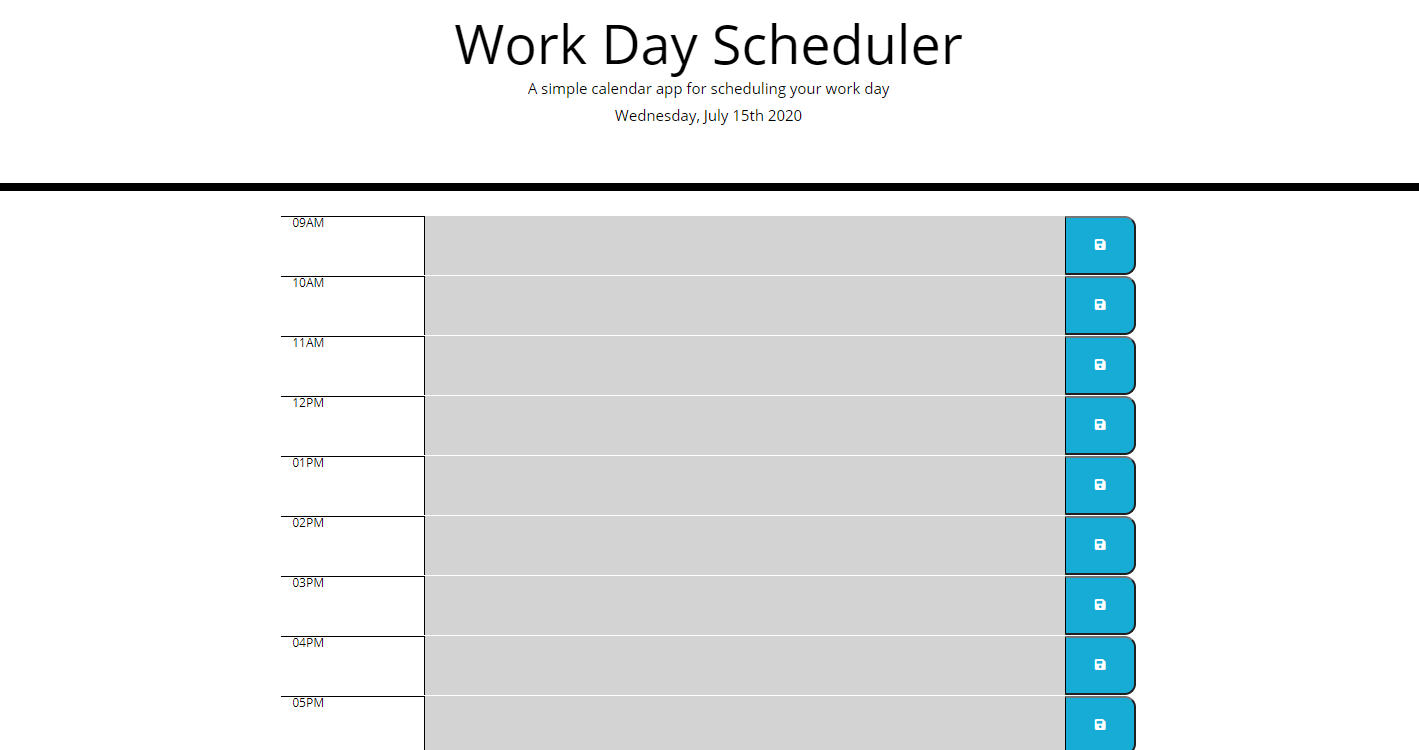 Work Day Scheduler
A simple calendar app for scheduling your work day
Wednesday, July 15th 2020
09AM
10AM
11AM
12PM
01PM
02PM
03PM
04PM
05PM